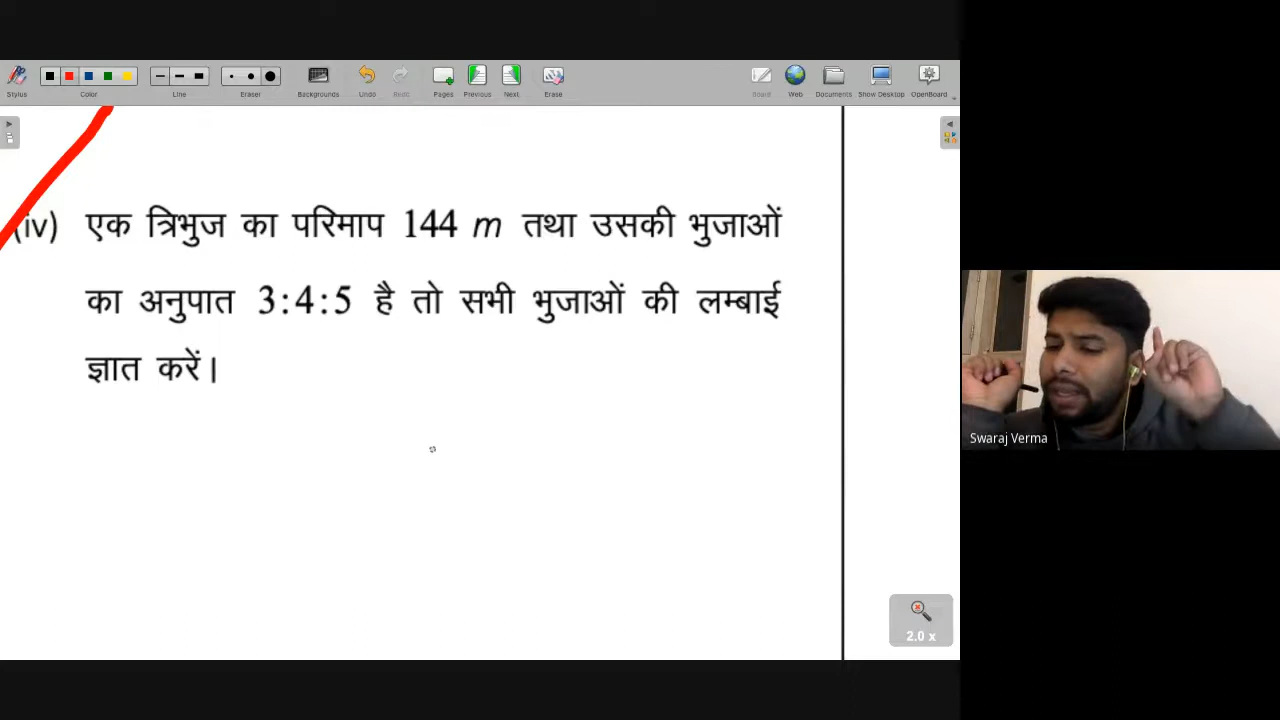 Stylus Color Line Eraser Backgrounds Undo Redo Pages Previous Next Erase Board Web Documents Show Desktop OpenBoard
(iv) एक त्रिभुज का परिमाप 144 m तथा उसकी भुजाओं
का अनुपात 3:4:5 है तो सभी भुजाओं की लम्बाई
ज्ञात करें।
Swaraj Verma
2.0 x